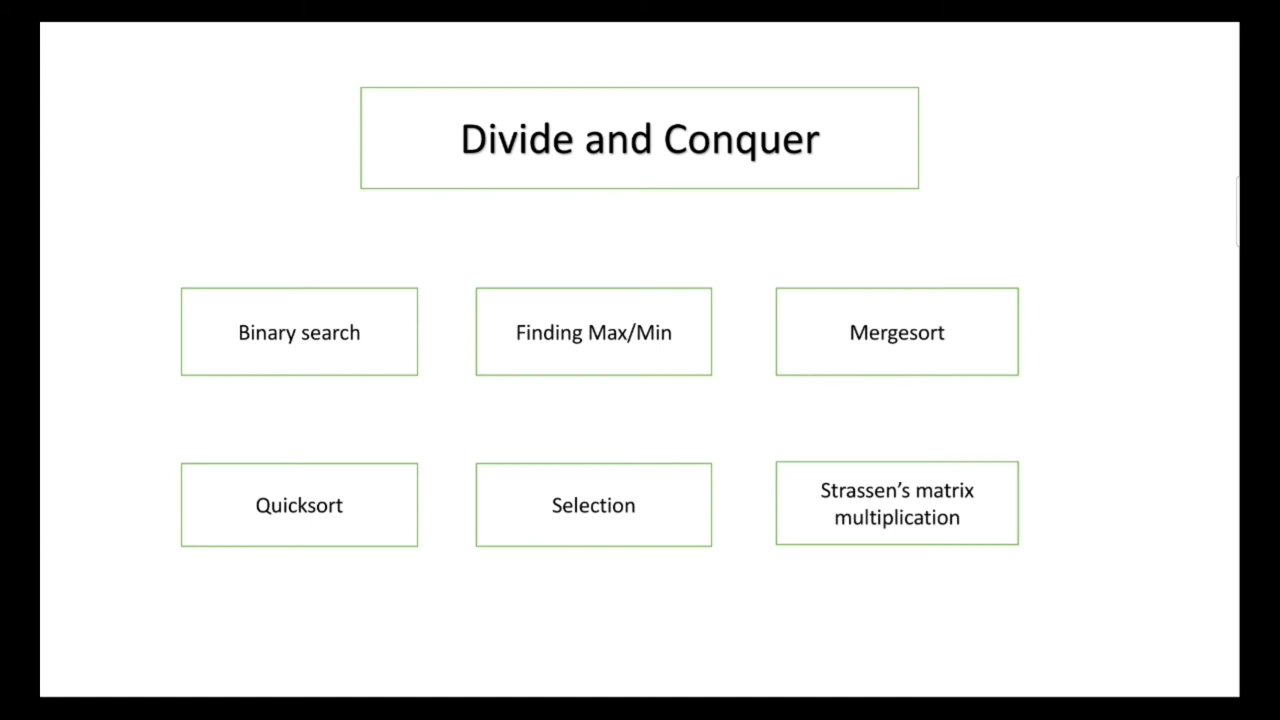 Divide and Conquer
Binary search
Finding Max/Min
Mergesort
Quicksort
Selection
Strassen’s matrix
multiplication